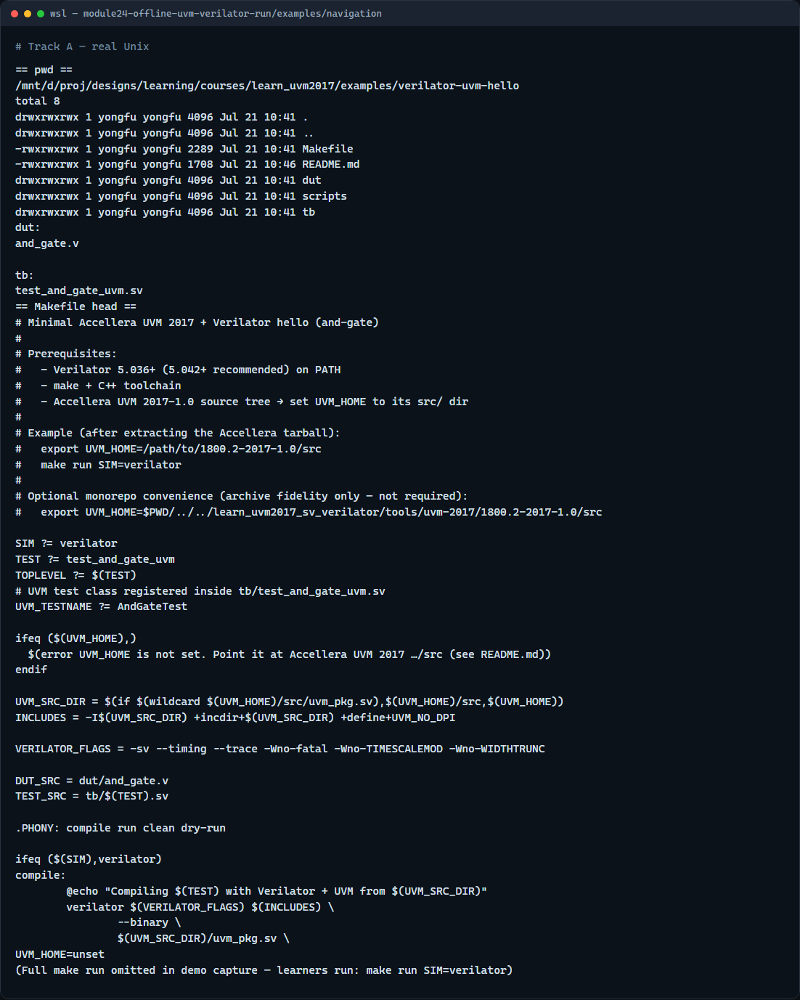 wsl — module24-offline-uvm-verilator-run/examples/navigation
# Track A — real Unix
== pwd ==
/mnt/d/proj/designs/learning/courses/learn_uvm2017/examples/verilator-uvm-hello
total 8
drwxrwxrwx 1 yongfu yongfu 4096 Jul 21 10:41 .
drwxrwxrwx 1 yongfu yongfu 4096 Jul 21 10:41 ..
-rwxrwxrwx 1 yongfu yongfu 2289 Jul 21 10:41 Makefile
-rwxrwxrwx 1 yongfu yongfu 1708 Jul 21 10:46 README.md
drwxrwxrwx 1 yongfu yongfu 4096 Jul 21 10:41 dut
drwxrwxrwx 1 yongfu yongfu 4096 Jul 21 10:41 scripts
drwxrwxrwx 1 yongfu yongfu 4096 Jul 21 10:41 tb
dut:
and_gate.v

tb:
test_and_gate_uvm.sv
== Makefile head ==
# Minimal Accellera UVM 2017 + Verilator hello (and-gate)
#
# Prerequisites:
#   - Verilator 5.036+ (5.042+ recommended) on PATH
#   - make + C++ toolchain
#   - Accellera UVM 2017-1.0 source tree → set UVM_HOME to its src/ dir
#
# Example (after extracting the Accellera tarball):
#   export UVM_HOME=/path/to/1800.2-2017-1.0/src
#   make run SIM=verilator
#
# Optional monorepo convenience (archive fidelity only — not required):
#   export UVM_HOME=$PWD/../../learn_uvm2017_sv_verilator/tools/uvm-2017/1800.2-2017-1.0/src

SIM ?= verilator
TEST ?= test_and_gate_uvm
TOPLEVEL ?= $(TEST)
# UVM test class registered inside tb/test_and_gate_uvm.sv
UVM_TESTNAME ?= AndGateTest

ifeq ($(UVM_HOME),)
  $(error UVM_HOME is not set. Point it at Accellera UVM 2017 …/src (see README.md))
endif

UVM_SRC_DIR = $(if $(wildcard $(UVM_HOME)/src/uvm_pkg.sv),$(UVM_HOME)/src,$(UVM_HOME))
INCLUDES = -I$(UVM_SRC_DIR) +incdir+$(UVM_SRC_DIR) +define+UVM_NO_DPI

VERILATOR_FLAGS = -sv --timing --trace -Wno-fatal -Wno-TIMESCALEMOD -Wno-WIDTHTRUNC

DUT_SRC = dut/and_gate.v
TEST_SRC = tb/$(TEST).sv

.PHONY: compile run clean dry-run

ifeq ($(SIM),verilator)
compile:
        @echo "Compiling $(TEST) with Verilator + UVM from $(UVM_SRC_DIR)"
        verilator $(VERILATOR_FLAGS) $(INCLUDES) \
                --binary \
                $(UVM_SRC_DIR)/uvm_pkg.sv \
UVM_HOME=unset
(Full make run omitted in demo capture — learners run: make run SIM=verilator)